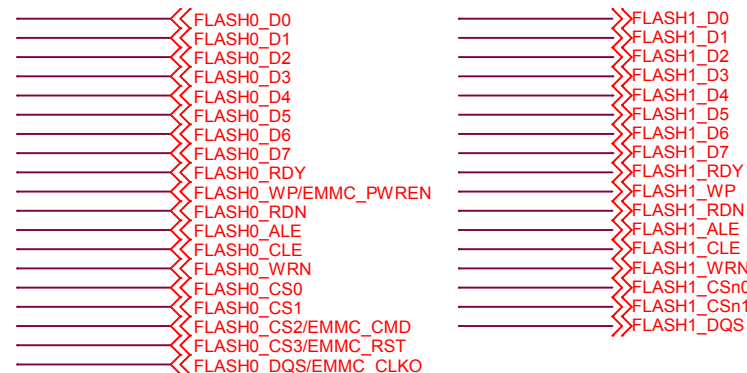 FLASH0_D0
FLASH0_D1
FLASH0_D2
FLASH0_D3
FLASH0_D4
FLASH0_D5
FLASH0_D6
FLASH0_D7
FLASH0_RDY
FLASH0_WP/EMMC_PWREN
FLASH0_RDN
FLASH0_ALE
FLASH0_CLE
FLASH0_WRN
FLASH0_CS0
FLASH0_CS1
FLASH0_CS2/EMMC_CMD
FLASH0_CS3/EMMC_RST
FLASH0_DQS/EMMC_CLKO
FLASH1_D0
FLASH1_D1
FLASH1_D2
FLASH1_D3
FLASH1_D4
FLASH1_D5
FLASH1_D6
FLASH1_D7
FLASH1_RDY
FLASH1_WP
FLASH1_RDN
FLASH1_ALE
FLASH1_CLE
FLASH1_WRN
FLASH1_CSn0
FLASH1_CSn1
FLASH1_DQS